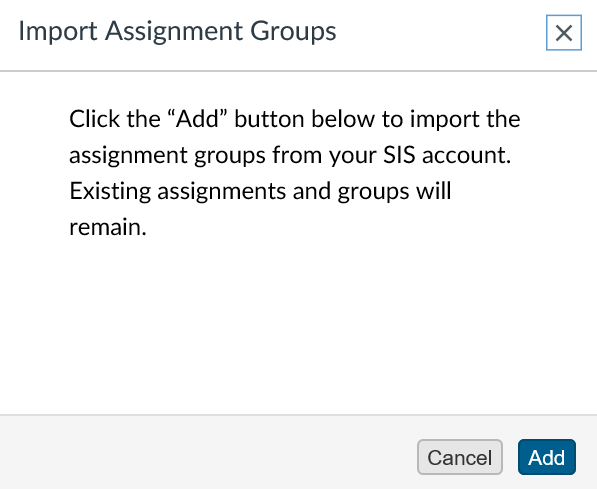 Import Assignment Groups
Click the “Add” button below to import the
assignment groups from your SIS account.
Existing assignments and groups will
remain.
Cancel Add